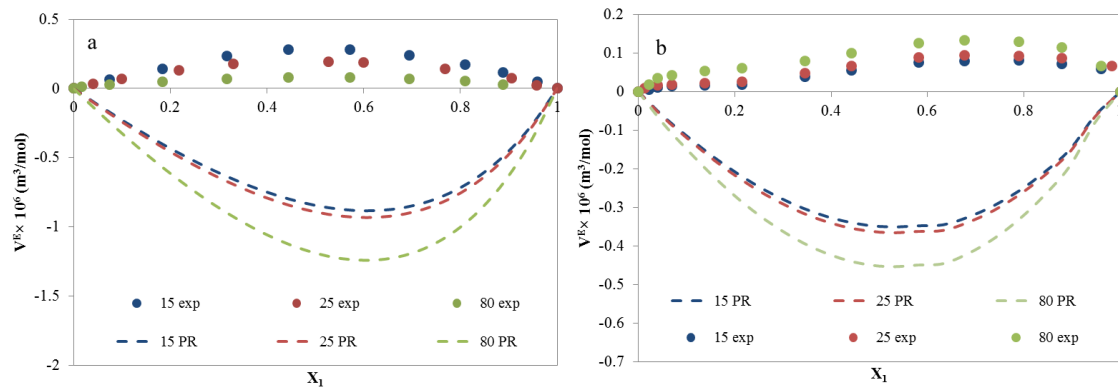 a
0.5
0
-0.5
-1
-1.5
-2
0 0.2 0.4 0.6 0.8 1
V^E× 10^6 (m^3/mol)
15 exp 25 exp 80 exp
15 PR 25 PR 80 PR
X_1
b
0.2
0.1
0
-0.1
-0.2
-0.3
-0.4
-0.5
-0.6
-0.7
0 0.2 0.4 0.6 0.8
V^E× 10^6 (m^3/mol)
15 PR 25 PR 80 PR
15 exp 25 exp 80 exp
X_1